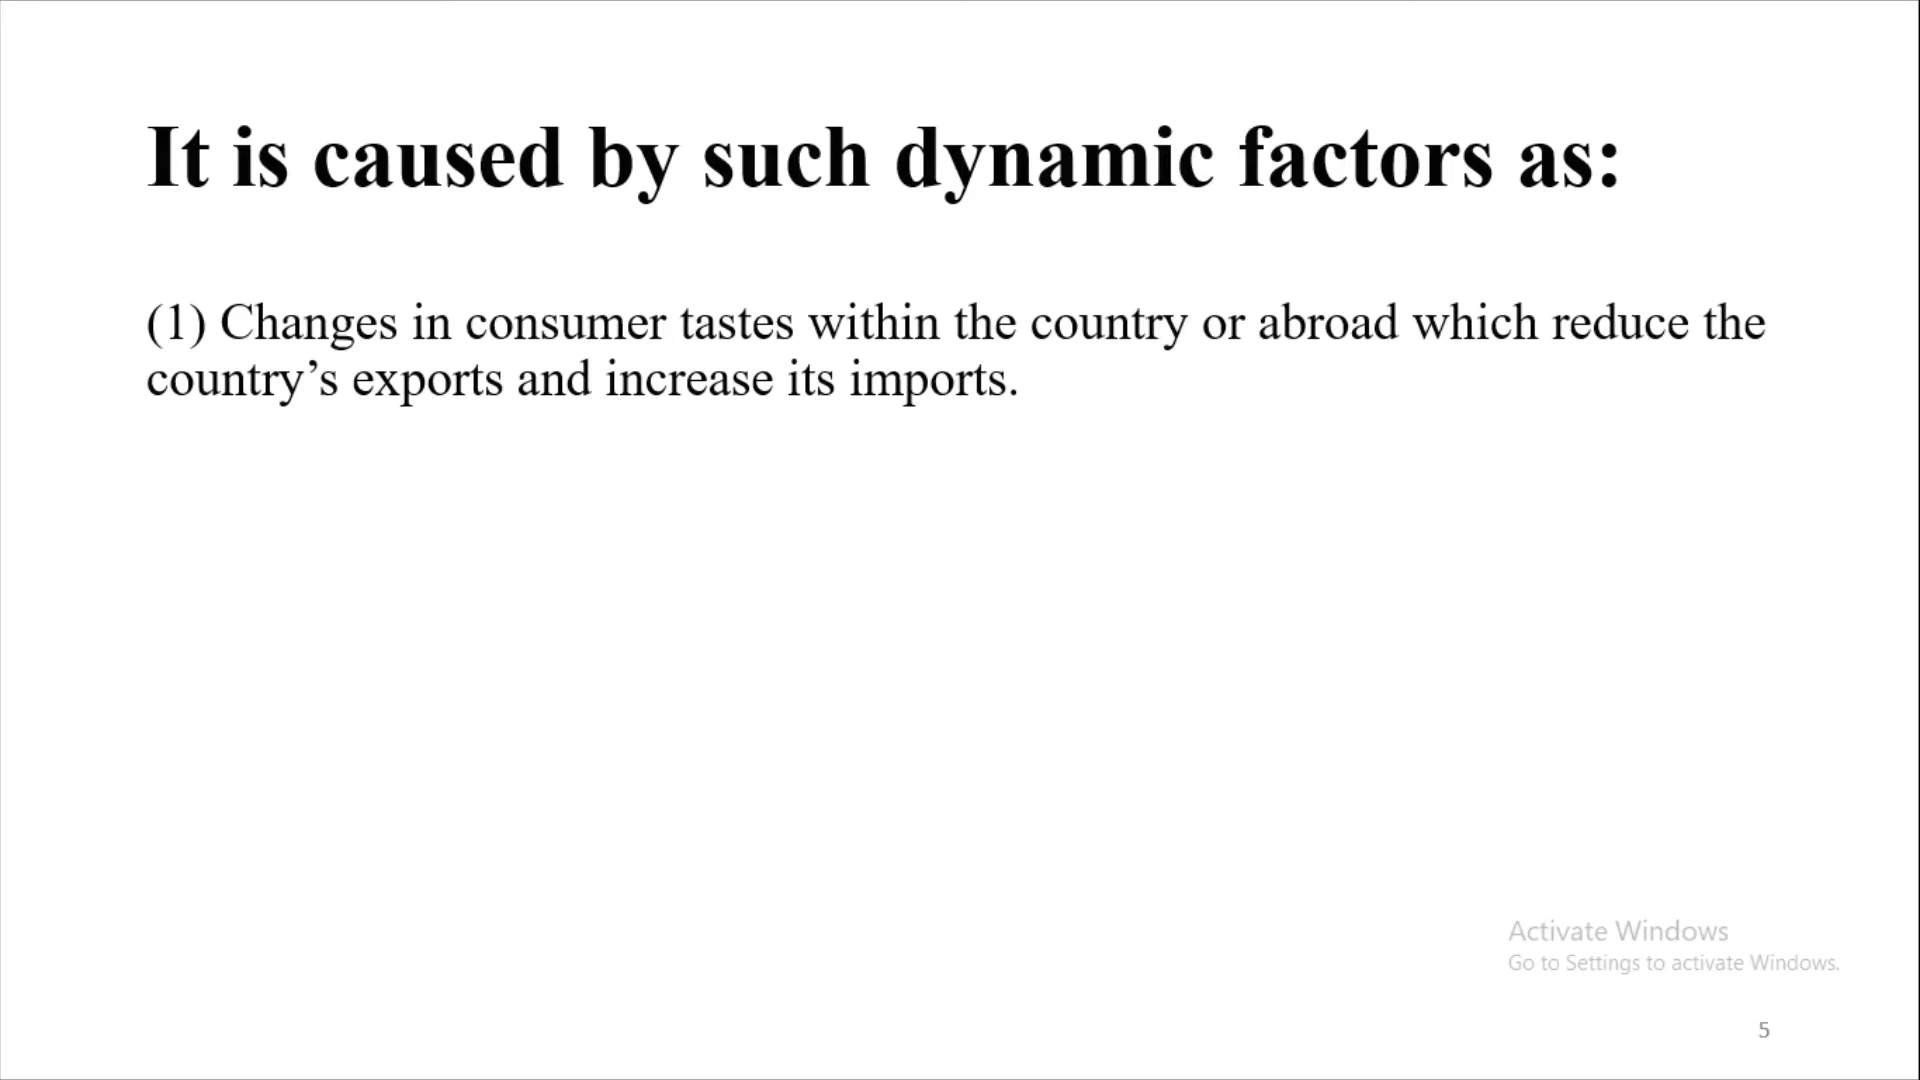 It is caused by such dynamic factors as:
(1) Changes in consumer tastes within the country or abroad which reduce the
country’s exports and increase its imports.
Activate Windows
Go to Settings to activate Windows.
5